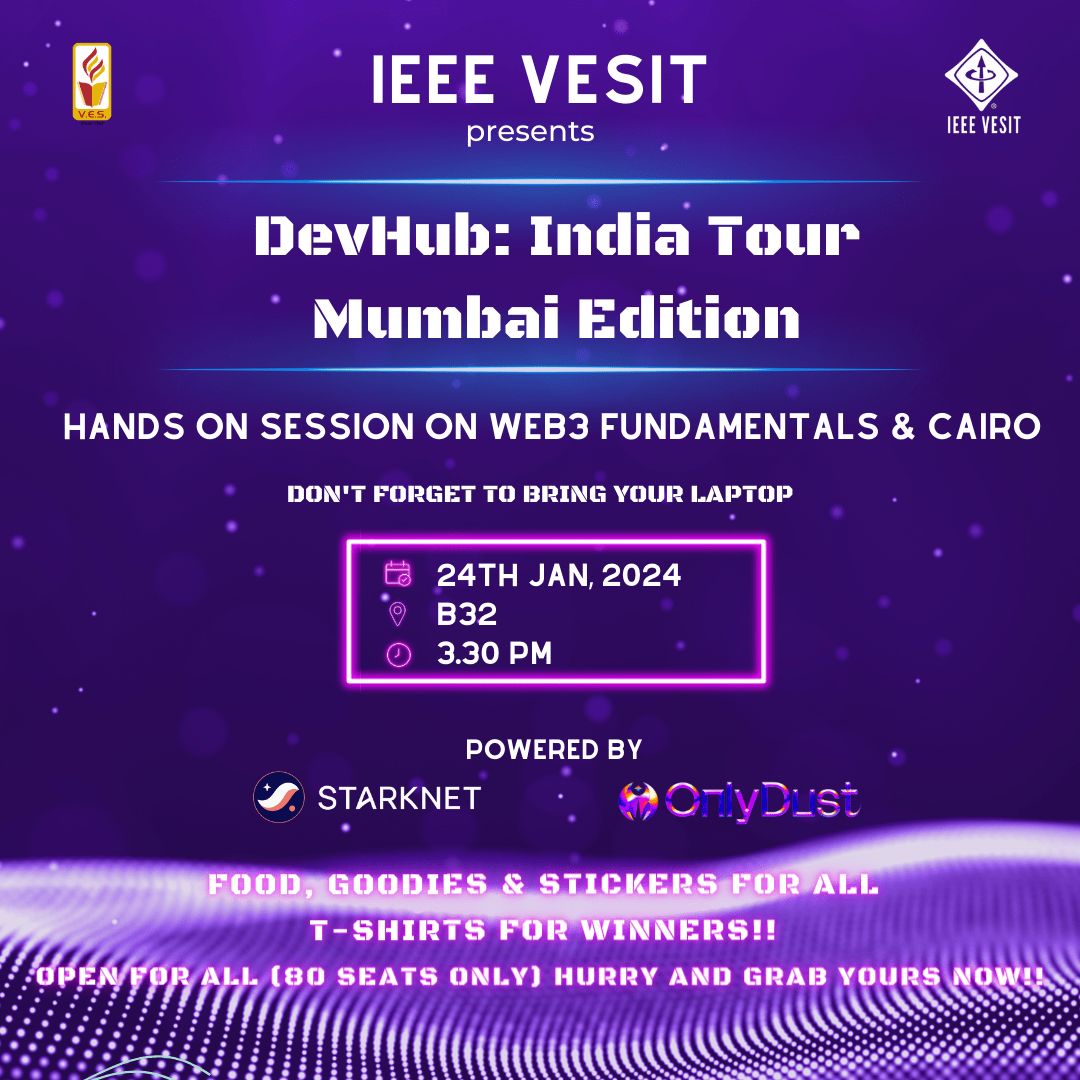 V.E.S.
IEEE VESIT
presents
IEEE VESIT
DevHub: India Tour
Mumbai Edition
HANDS ON SESSION ON WEB3 FUNDAMENTALS & CAIRO
DON'T FORGET TO BRING YOUR LAPTOP
24TH JAN, 2024
B32
3.30 PM
POWERED BY
STARKNET
OnlyDust
FOOD, GOODIES & STICKERS FOR ALL
T-SHIRTS FOR WINNERS!!
OPEN FOR ALL (80 SEATS ONLY) HURRY AND GRAB YOURS NOW!!